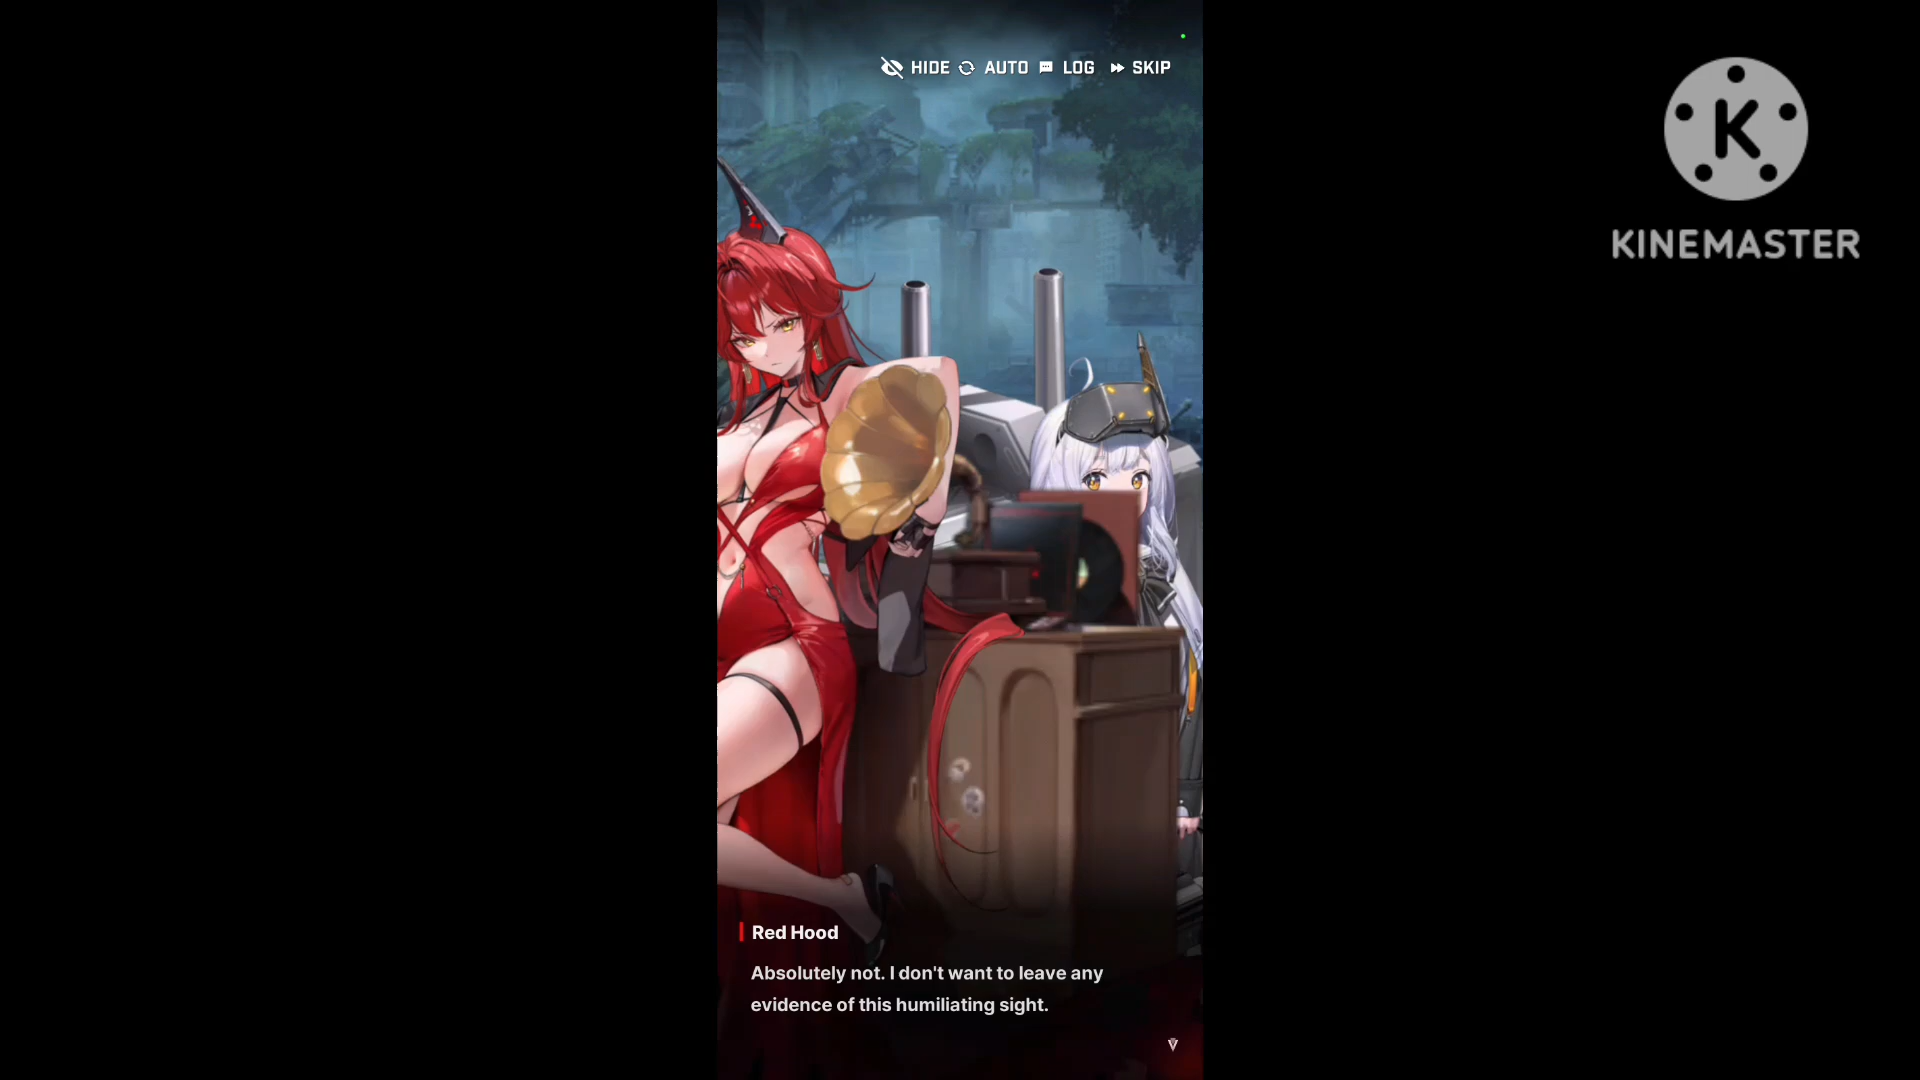 HIDE AUTO LOG SKIP
K
KINEMASTER
Red Hood
Absolutely not. I don't want to leave any
evidence of this humiliating sight.